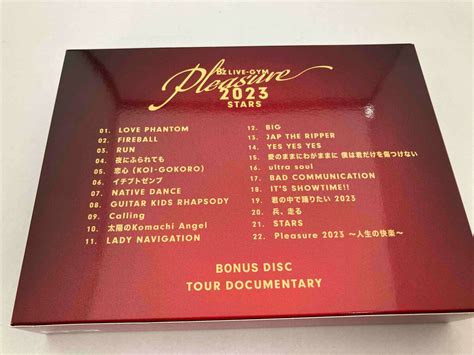 B'z LIVE-GYM
Pleasure
2023
STARS
01. LOVE PHANTOM
02. FIREBALL
03. RUN
04. 夜にふられても
05. 恋心 (KOI-GOKORO)
06. イチブトゼンブ
07. NATIVE DANCE
08. GUITAR KIDS RHAPSODY
09. Calling
10. 太陽のKomachi Angel
11. LADY NAVIGATION
12. BIG
13. JAP THE RIPPER
14. YES YES YES
15. 愛のままにわがままに 僕は君だけを傷つけない
16. ultra soul
17. BAD COMMUNICATION
18. IT'S SHOWTIME!!
19. 君の中で踊りたい 2023
20. 兵、走る
21. STARS
22. Pleasure 2023 ～人生の快楽～
BONUS DISC
TOUR DOCUMENTARY